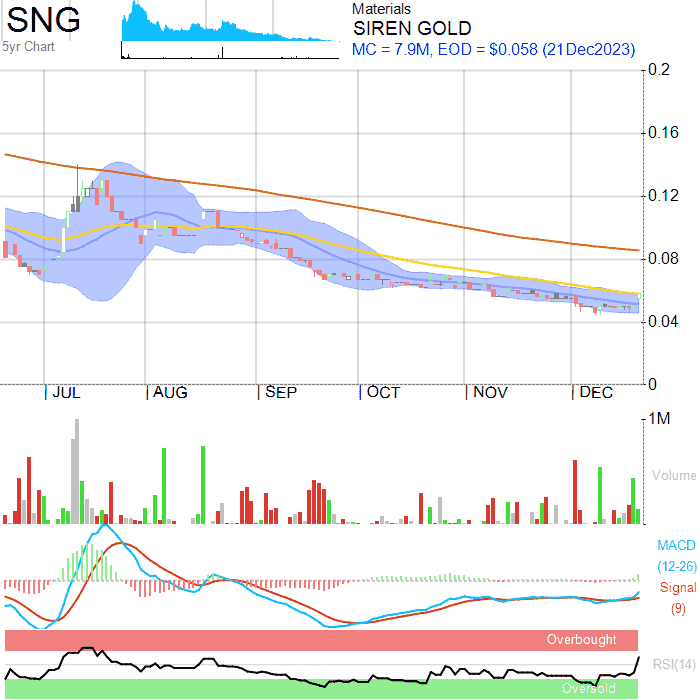 SNG
5yr Chart
Materials
SIREN GOLD
MC = 7.9M, EOD = $0.058 (21Dec2023)
0.2
0.16
0.12
0.08
0.04
0
JUL AUG SEP OCT NOV DEC
1M
Volume
MACD
(12-26)
Signal
(9)
Overbought
RSI(14)
Oversold